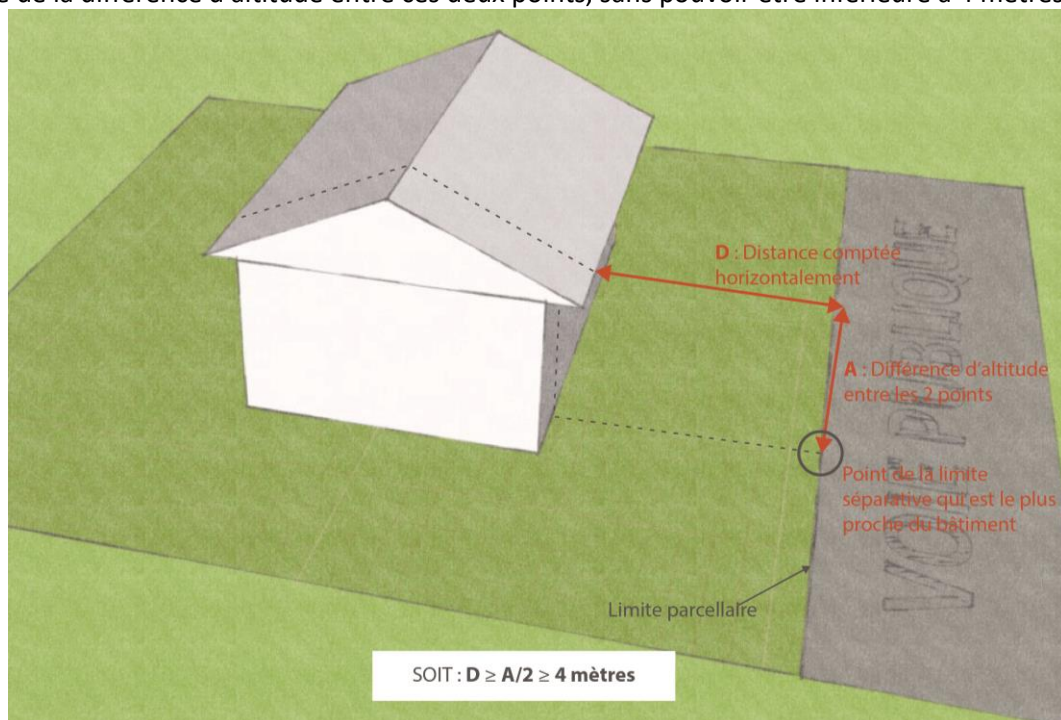 de la différence d'altitude entre ces deux points, sans pouvoir être inférieure à 4 mètres
D : Distance comptée
horizontalement
A : Différence d'altitude
entre les 2 points
Point de la limite
séparative qui est le plus
proche du bâtiment
VOIE PUBLIQUE
Limite parcellaire
SOIT : D ≥ A/2 ≥ 4 mètres